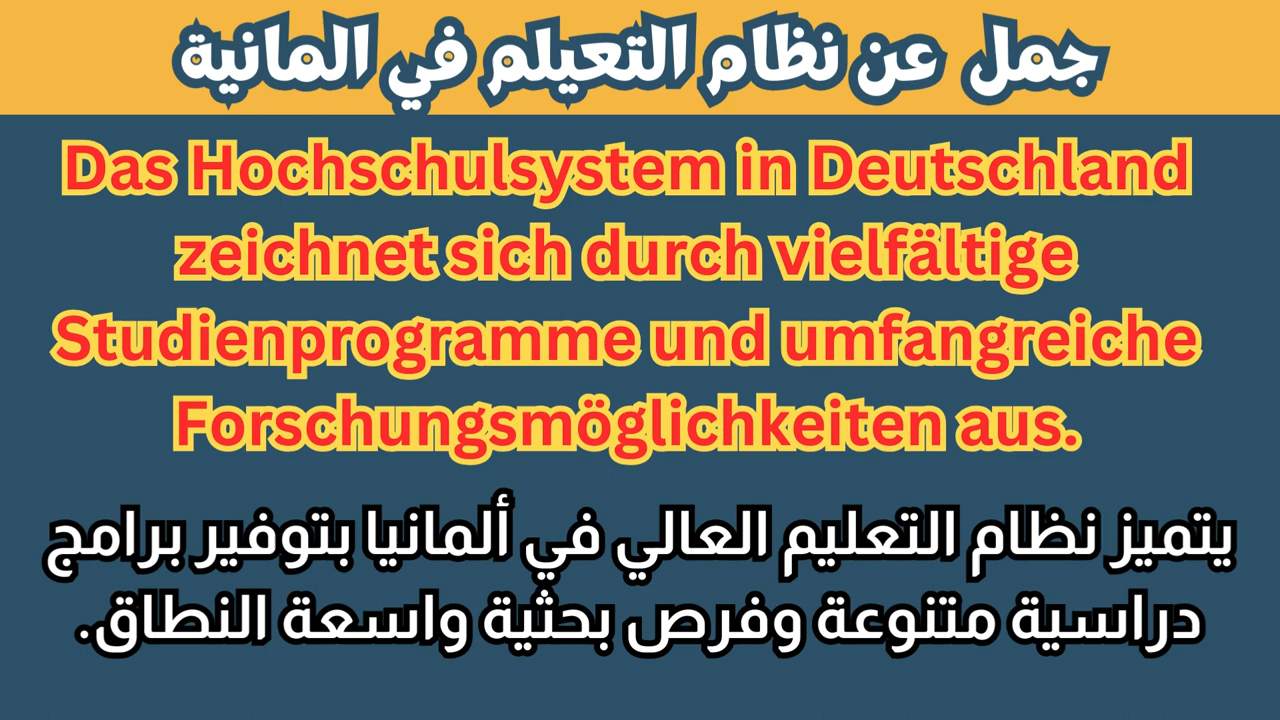 جمل عن نظام التعيلم في المانية
Das Hochschulsystem in Deutschland
zeichnet sich durch vielfältige
Studienprogramme und umfangreiche
Forschungsmöglichkeiten aus.
يتميز نظام التعليم العالي في ألمانيا بتوفير برامج
دراسية متنوعة وفرص بحثية واسعة النطاق.